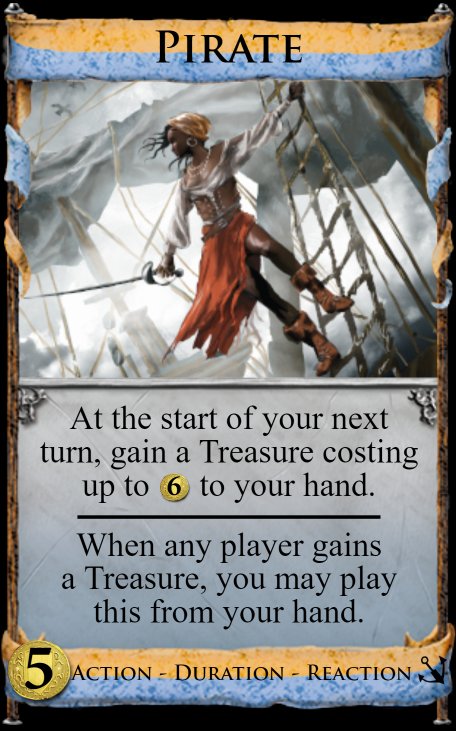 PIRATE
At the start of your next
turn, gain a Treasure costing
up to 6 to your hand.
When any player gains
a Treasure, you may play
this from your hand.
5 ACTION - DURATION - REACTION